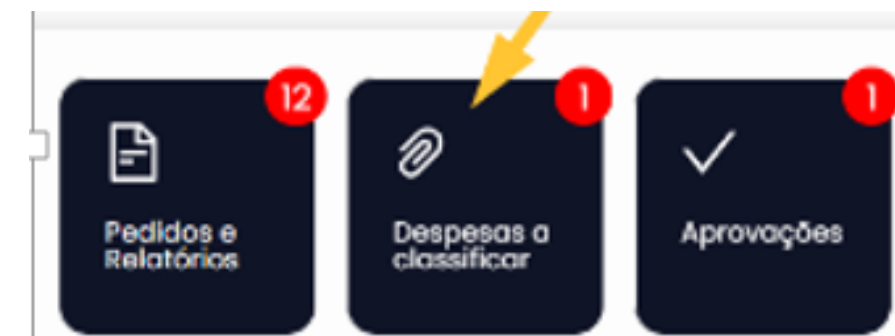 12
1
1
Pedidos e
Relatórios
Despesas a
classificar
Aprovações